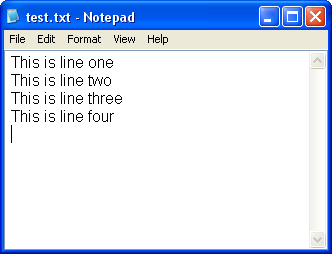 test.txt - Notepad
File Edit Format View Help
This is line one
This is line two
This is line three
This is line four